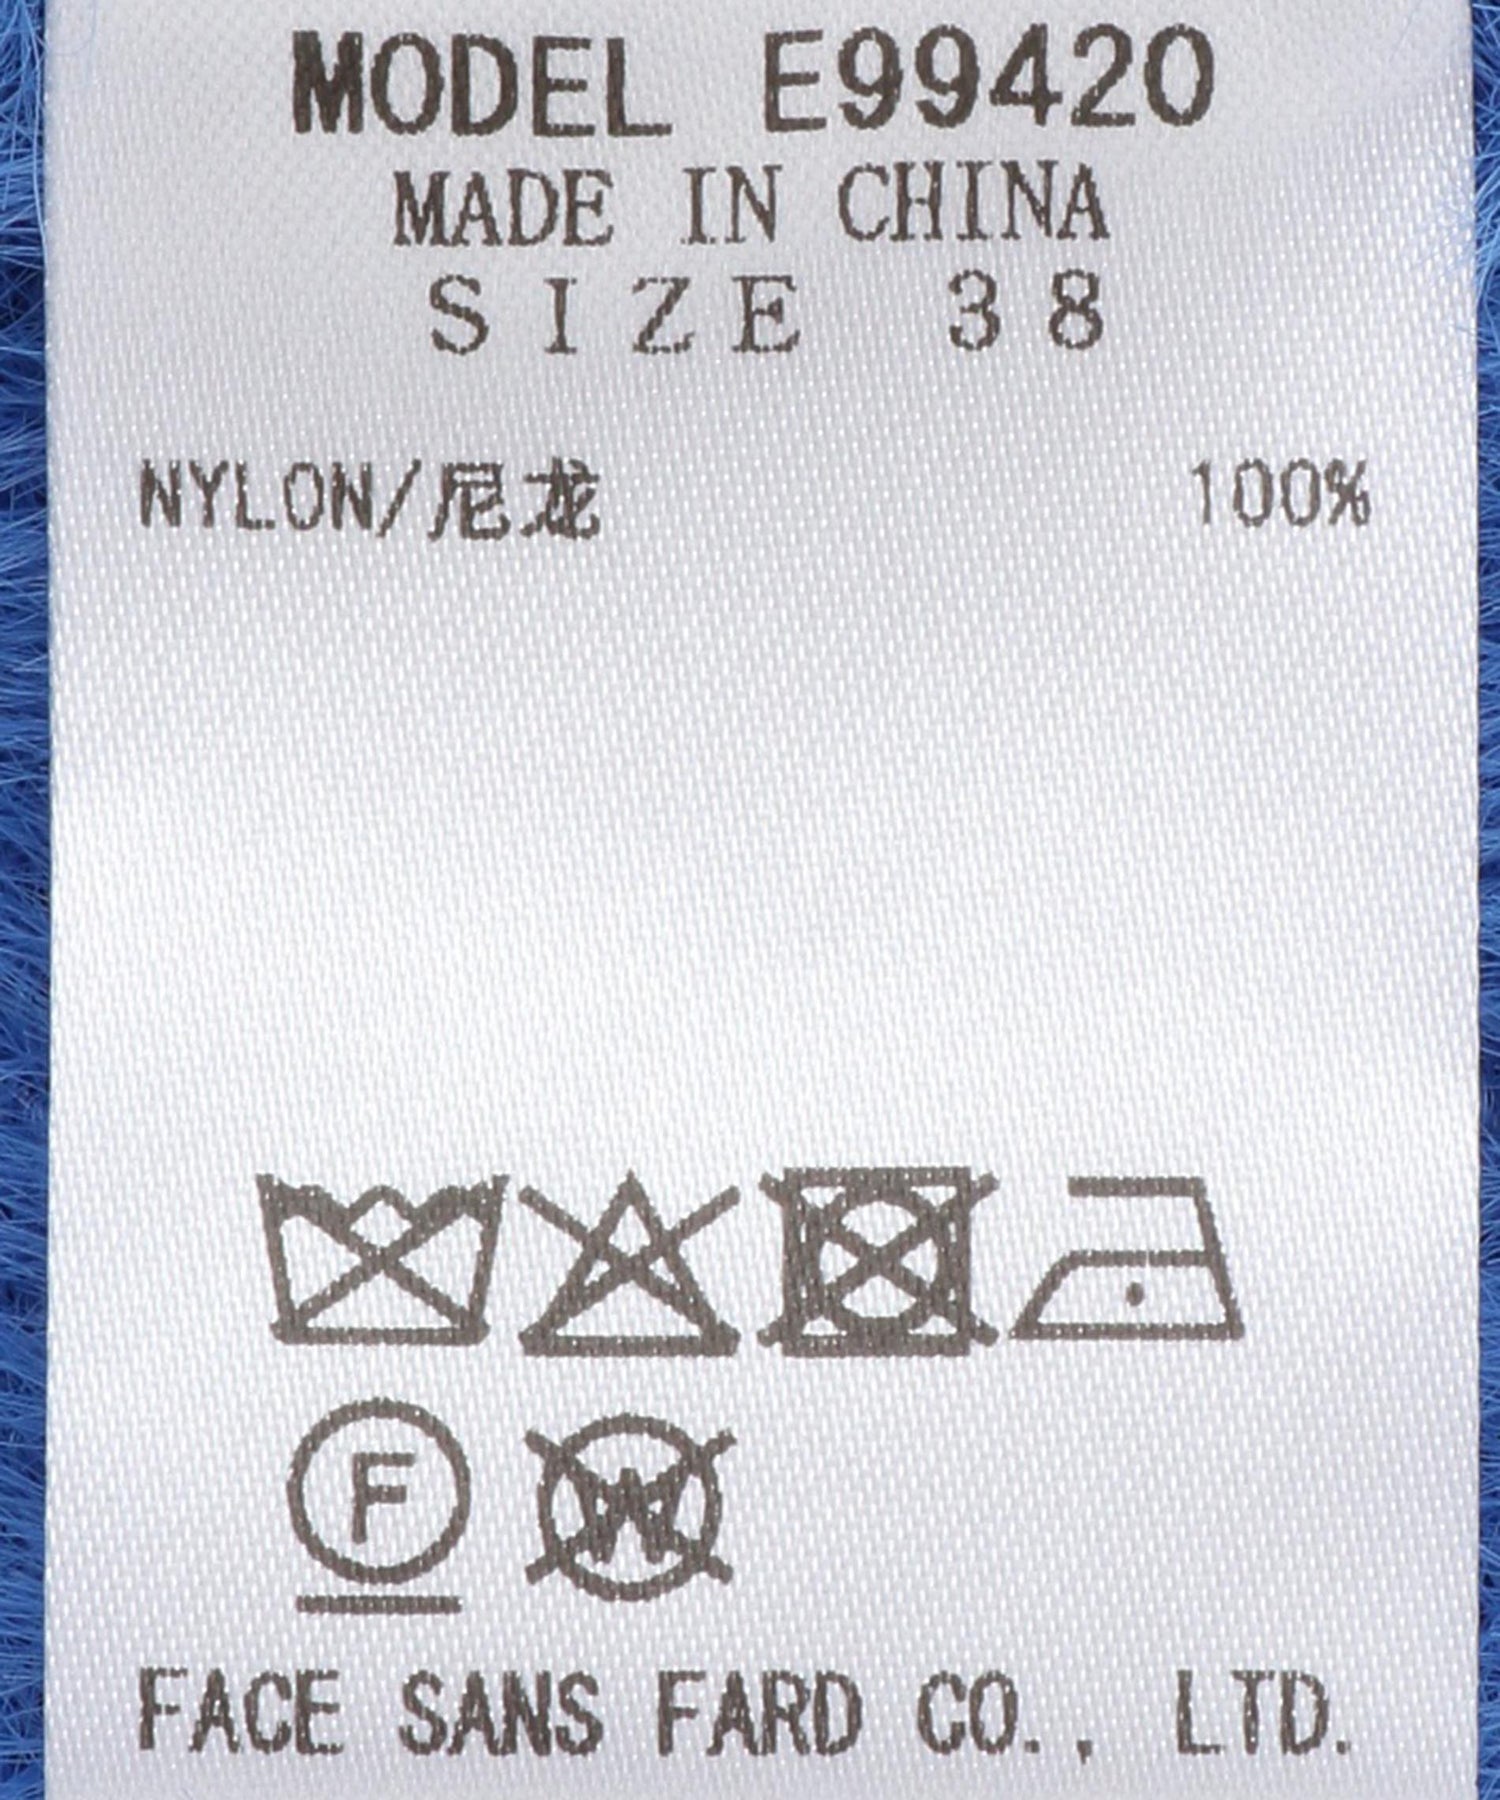 MODEL E99420
MADE IN CHINA
SIZE 38
NYLON/尼龙 100%
F
W
FACE SANS FARD CO., LTD.